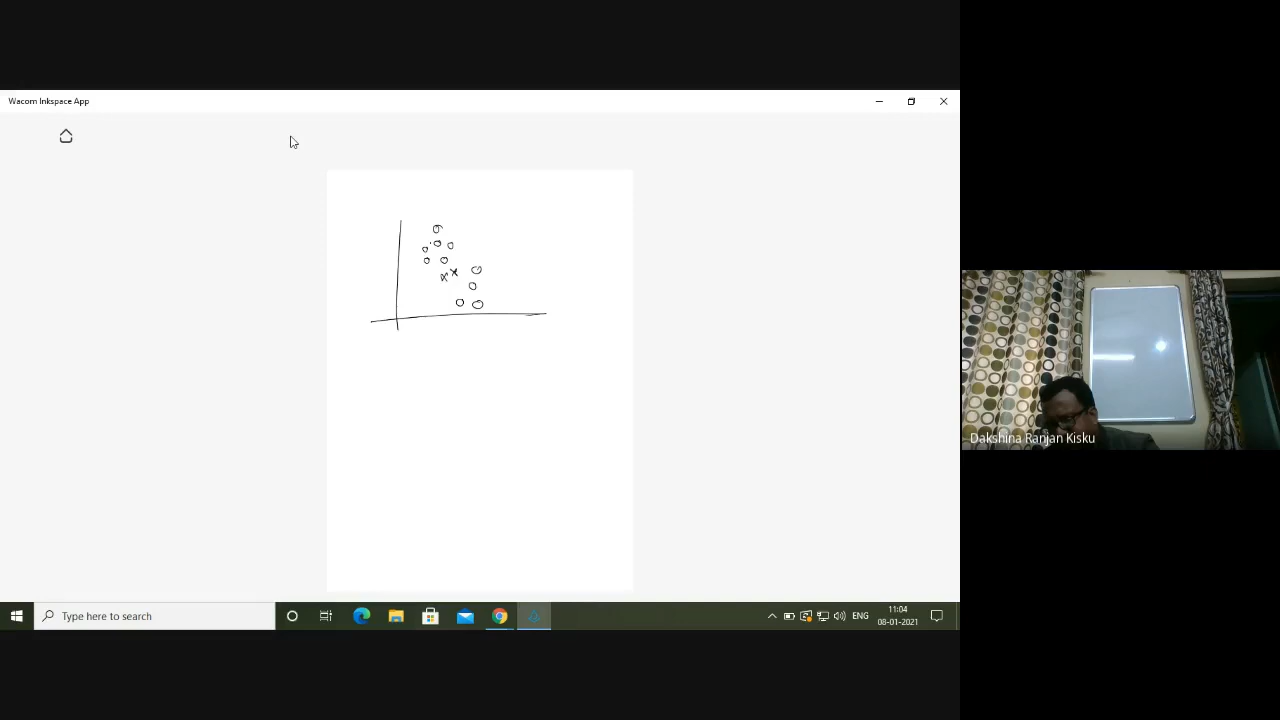 Wacom Inkspace App
Dakshina Ranjan Kisku
Type here to search
ENG
11:04
08-01-2021